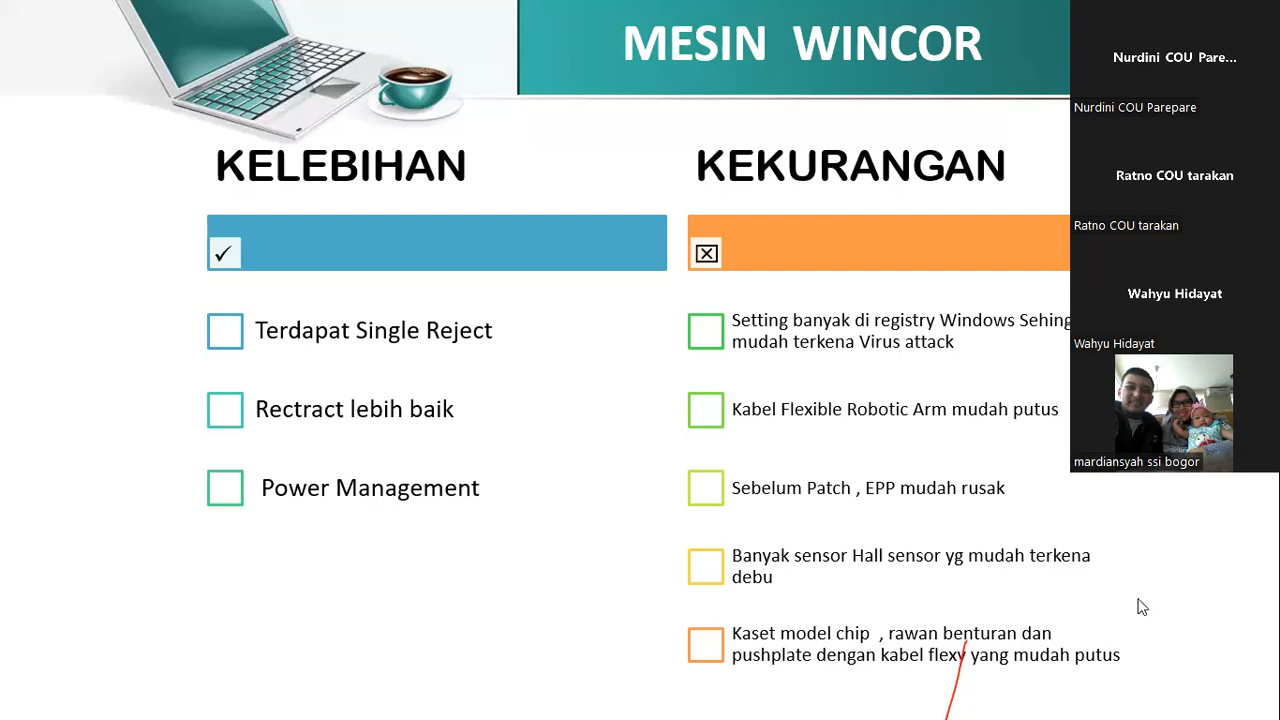 MESIN WINCOR
KELEBIHAN
KEKURANGAN
Terdapat Single Reject
Rectract lebih baik
Power Management
Setting banyak di registry Windows Sehing
mudah terkena Virus attack
Kabel Flexible Robotic Arm mudah putus
Sebelum Patch , EPP mudah rusak
Banyak sensor Hall sensor yg mudah terkena
debu
Kaset model chip , rawan benturan dan
pushplate dengan kabel flexy yang mudah putus
Nurdini COU Pare...
Nurdini COU Parepare
Ratno COU tarakan
Ratno COU tarakan
Wahyu Hidayat
Wahyu Hidayat
mardiansyah ssi bogor